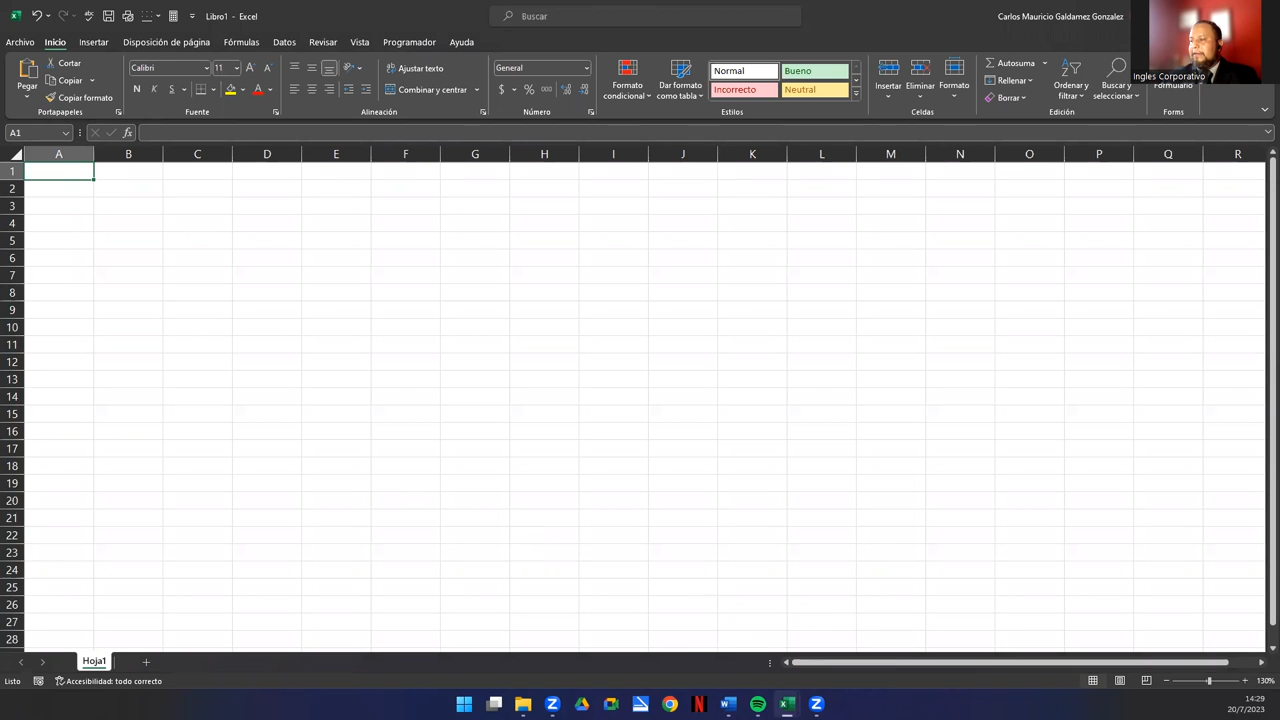 Libro1 - Excel
Buscar
Carlos Mauricio Galdamez Gonzalez
Archivo Inicio Insertar Disposición de página Fórmulas Datos Revisar Vista Programador Ayuda
Ingles Corporativo
Pegar
Cortar
Copiar
Copiar formato
Portapapeles
Calibri 11
N K S
Fuente
Ajustar texto
Combinar y centrar
Alineación
General
$ % 000
Número
Formato condicional
Dar formato como tabla
Normal Bueno
Incorrecto Neutral
Estilos
Insertar Eliminar Formato
Celdas
Autosuma
Rellenar
Borrar
Ordenar y filtrar
Buscar y seleccionar
Edición
Formulario
Forms
A1
fx
A B C D E F G H I J K L M N O P Q R
1
2
3
4
5
6
7
8
9
10
11
12
13
14
15
16
17
18
19
20
21
22
23
24
25
26
27
28
Hoja1
Listo
Accesibilidad: todo correcto
130%
14:29
20/7/2023